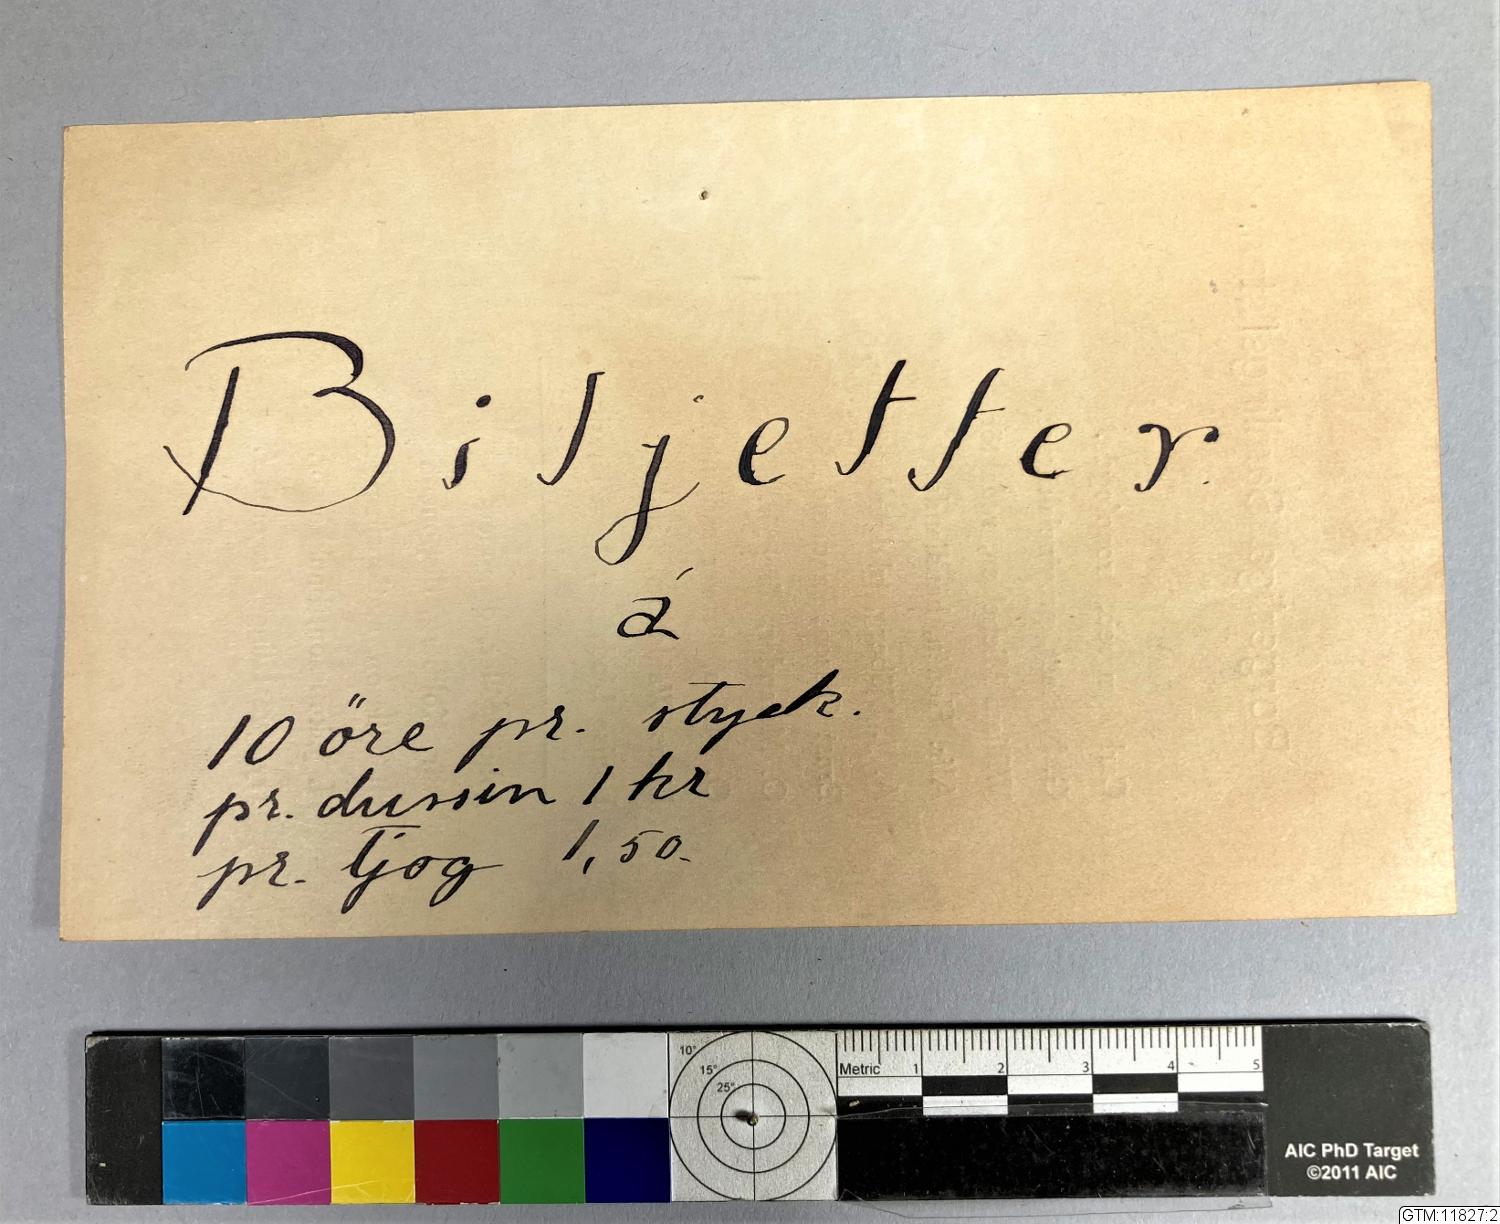 Biljetter
á
10 öre pr. styck.
pr. dussin 1 kr
pr. tjog 1,50.
10°
15°
25°
Metric 1 2 3 4 5
AIC PhD Target
©2011 AIC
GTM:11827:2